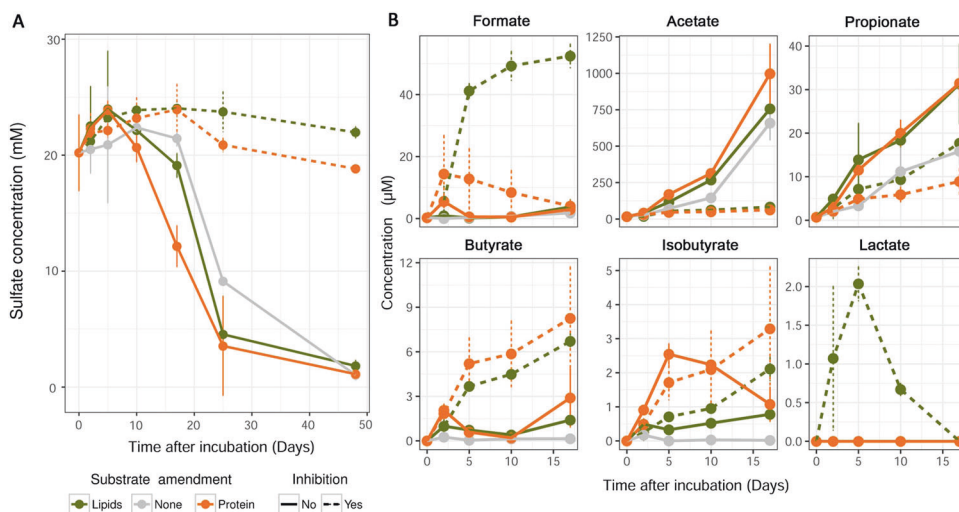 A
Sulfate concentration (mM)
30
20
10
0
0 10 20 30 40 50
Time after incubation (Days)
Substrate amendment
Lipids None Protein
Inhibition
No Yes
B
Concentration (µM)
Formate Acetate Propionate
60
40
20
0
1250
1000
750
500
250
0
40
30
20
10
0
Butyrate Isobutyrate Lactate
12
9
6
3
0
5
4
3
2
1
0
2.0
1.5
1.0
0.5
0.0
0 5 10 15 0 5 10 15 0 5 10 15
Time after incubation (Days)